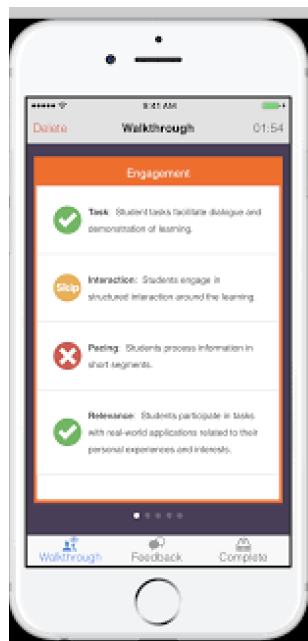 9:41 AM
Delete Walkthrough 01:54
Engagement
Task: Student tasks facilitate dialogue and
demonstration of learning.
Skip
Interaction: Students engage in
structured interaction around the learning.
Pacing: Students process information in
short segments.
Relevance: Students participate in tasks
with real-world applications related to their
personal experiences and interests.
Walkthrough Feedback Complete